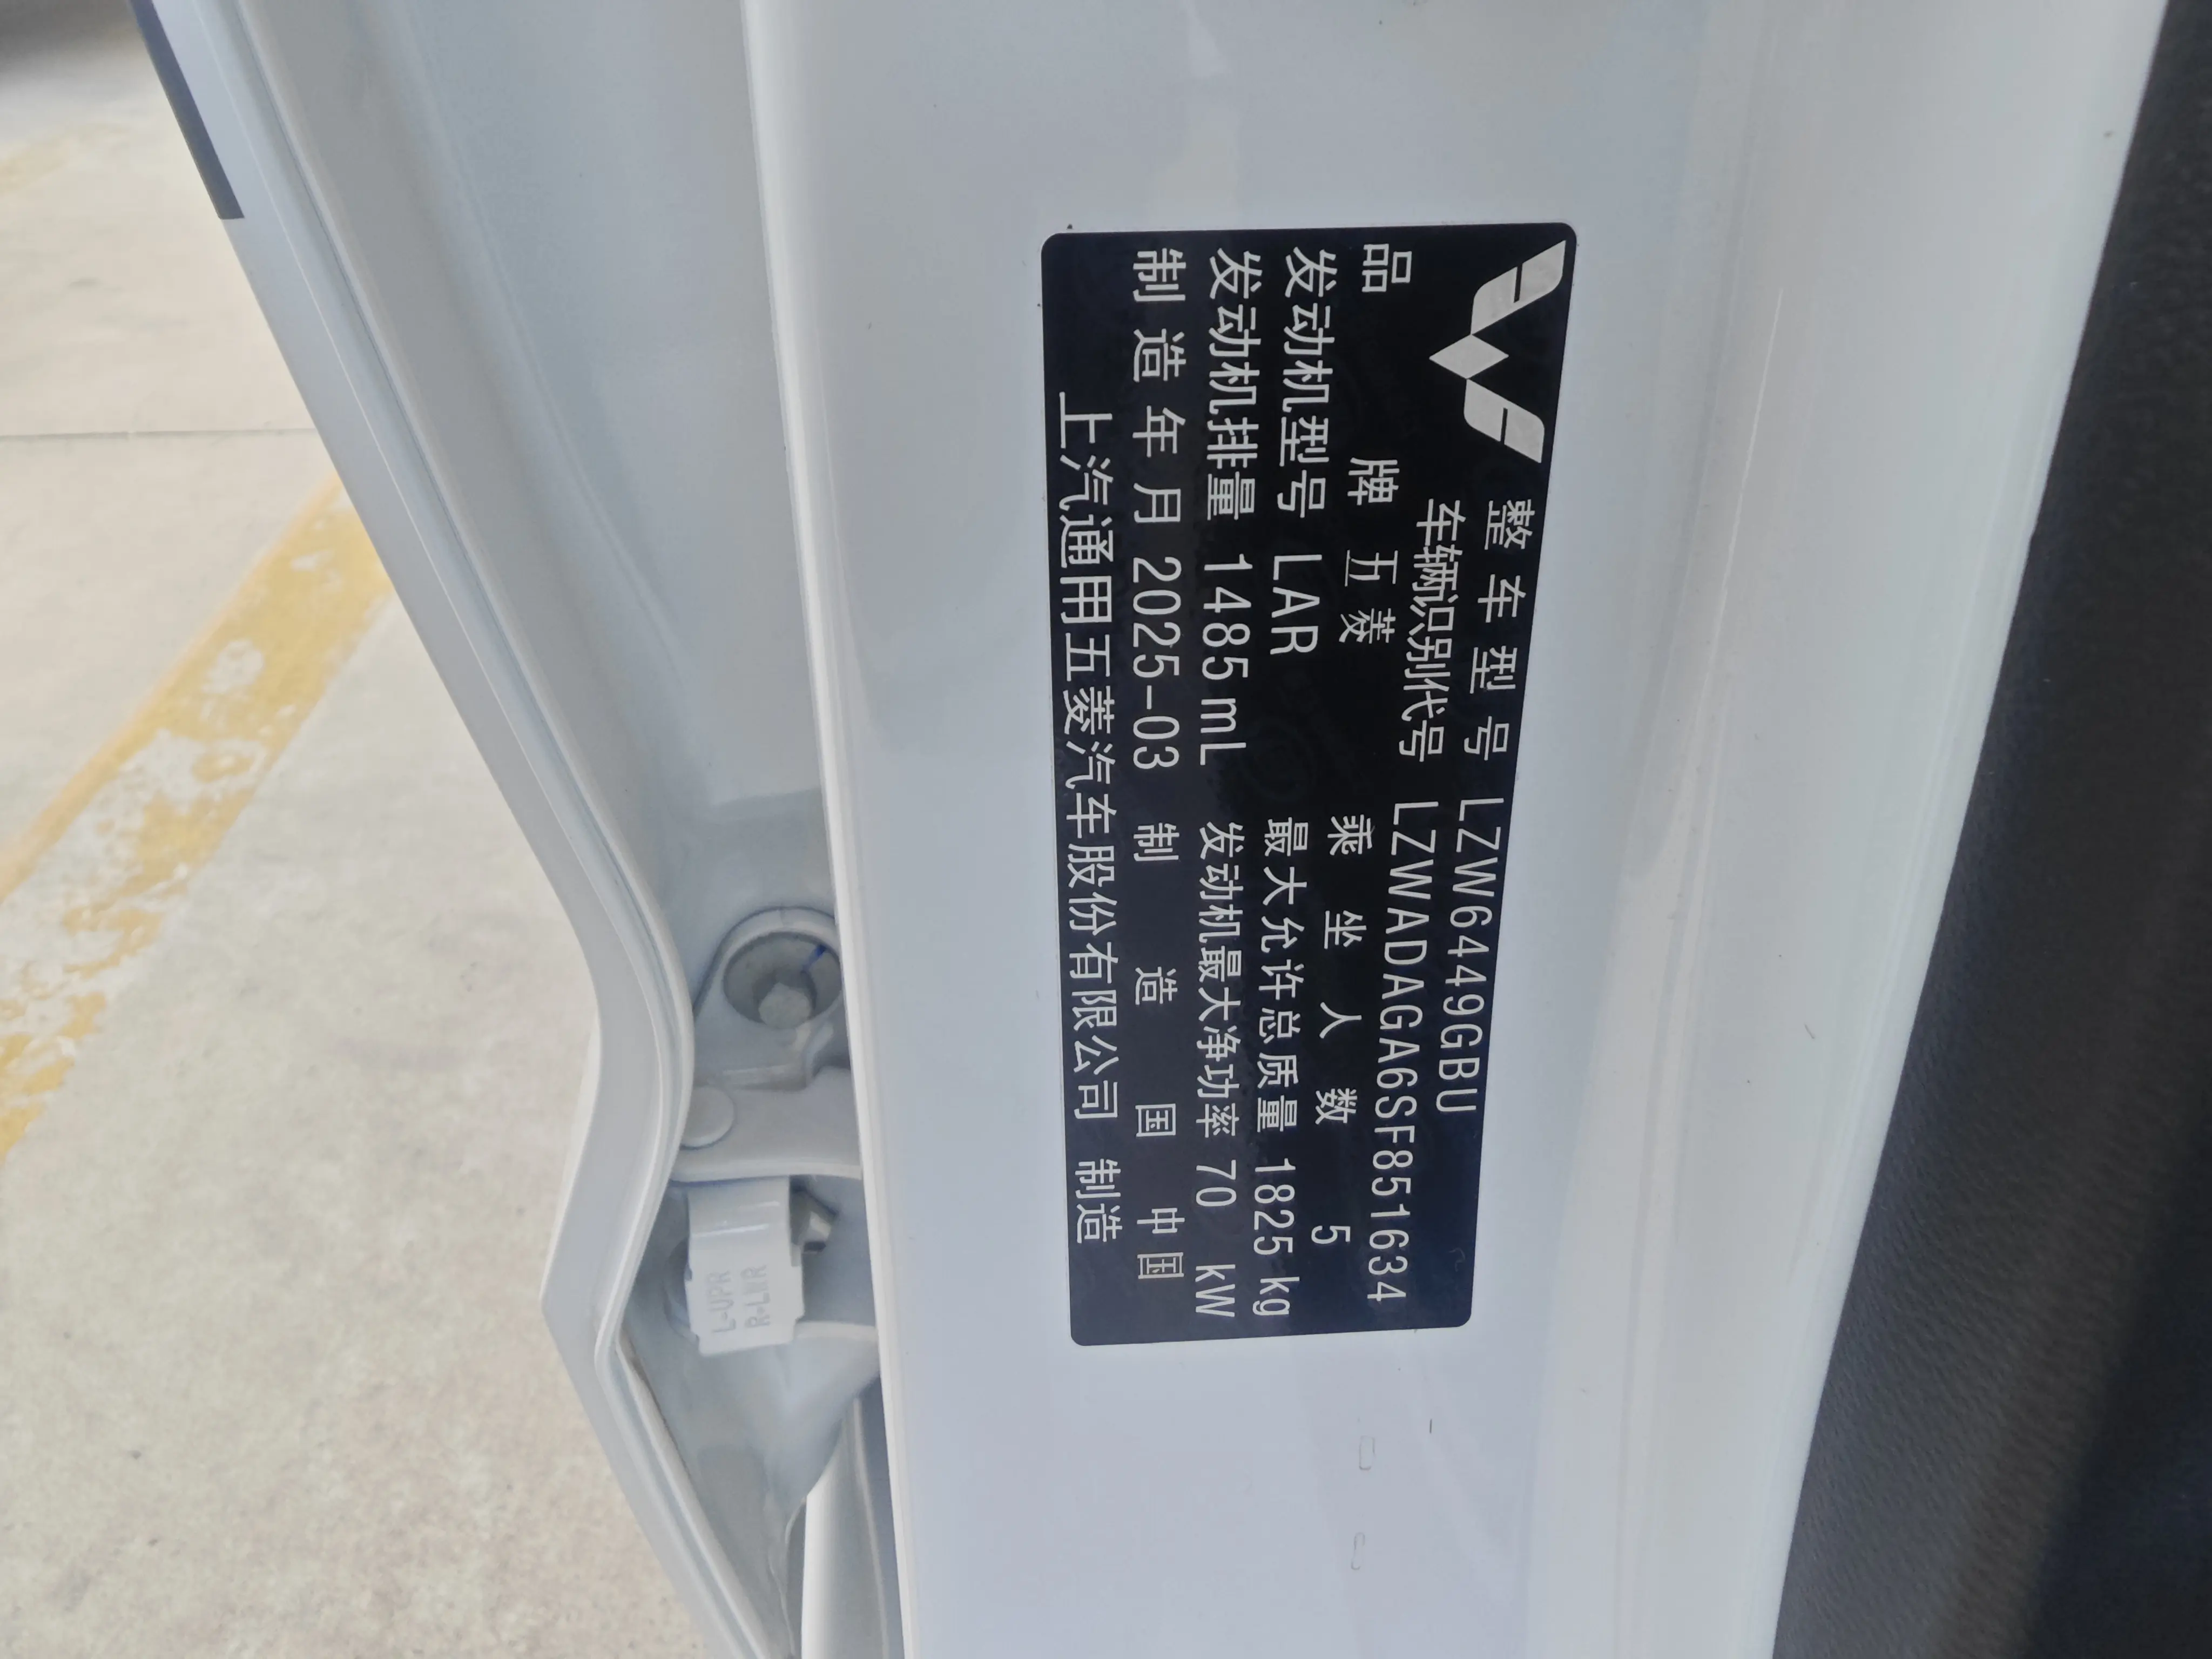 整车型号 LZW6449GBU
车辆识别代号 LZWADAGA6SF851634
品牌 五菱 乘坐人数 5
发动机型号 LAR 最大允许总质量 1825 kg
发动机排量 1485 mL 发动机最大净功率 70 kW
制造年月 2025-03 制造国 中国
上汽通用五菱汽车股份有限公司 制造
L-UPR
R-LWR